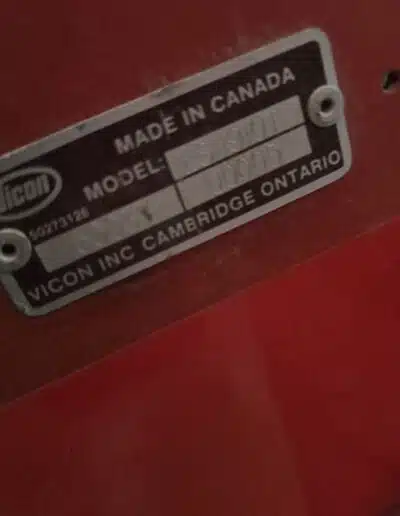 MADE IN CANADA
vicon
MODEL:
50273126
VICON INC CAMBRIDGE ONTARIO